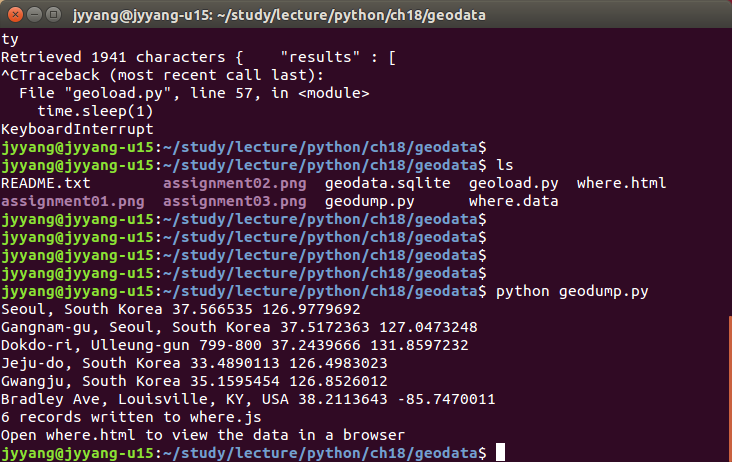 jyyang@jyyang-u15: ~/study/lecture/python/ch18/geodata
ty
Retrieved 1941 characters {    "results" : [
^CTraceback (most recent call last):
  File "geoload.py", line 57, in <module>
    time.sleep(1)
KeyboardInterrupt
jyyang@jyyang-u15:~/study/lecture/python/ch18/geodata$
jyyang@jyyang-u15:~/study/lecture/python/ch18/geodata$ ls
README.txt        assignment02.png  geodata.sqlite  geoload.py  where.html
assignment01.png  assignment03.png  geodump.py      where.data
jyyang@jyyang-u15:~/study/lecture/python/ch18/geodata$
jyyang@jyyang-u15:~/study/lecture/python/ch18/geodata$
jyyang@jyyang-u15:~/study/lecture/python/ch18/geodata$
jyyang@jyyang-u15:~/study/lecture/python/ch18/geodata$
jyyang@jyyang-u15:~/study/lecture/python/ch18/geodata$ python geodump.py
Seoul, South Korea 37.566535 126.9779692
Gangnam-gu, Seoul, South Korea 37.5172363 127.0473248
Dokdo-ri, Ulleung-gun 799-800 37.2439666 131.8597232
Jeju-do, South Korea 33.4890113 126.4983023
Gwangju, South Korea 35.1595454 126.8526012
Bradley Ave, Louisville, KY, USA 38.2113643 -85.7470011
6 records written to where.js
Open where.html to view the data in a browser
jyyang@jyyang-u15:~/study/lecture/python/ch18/geodata$